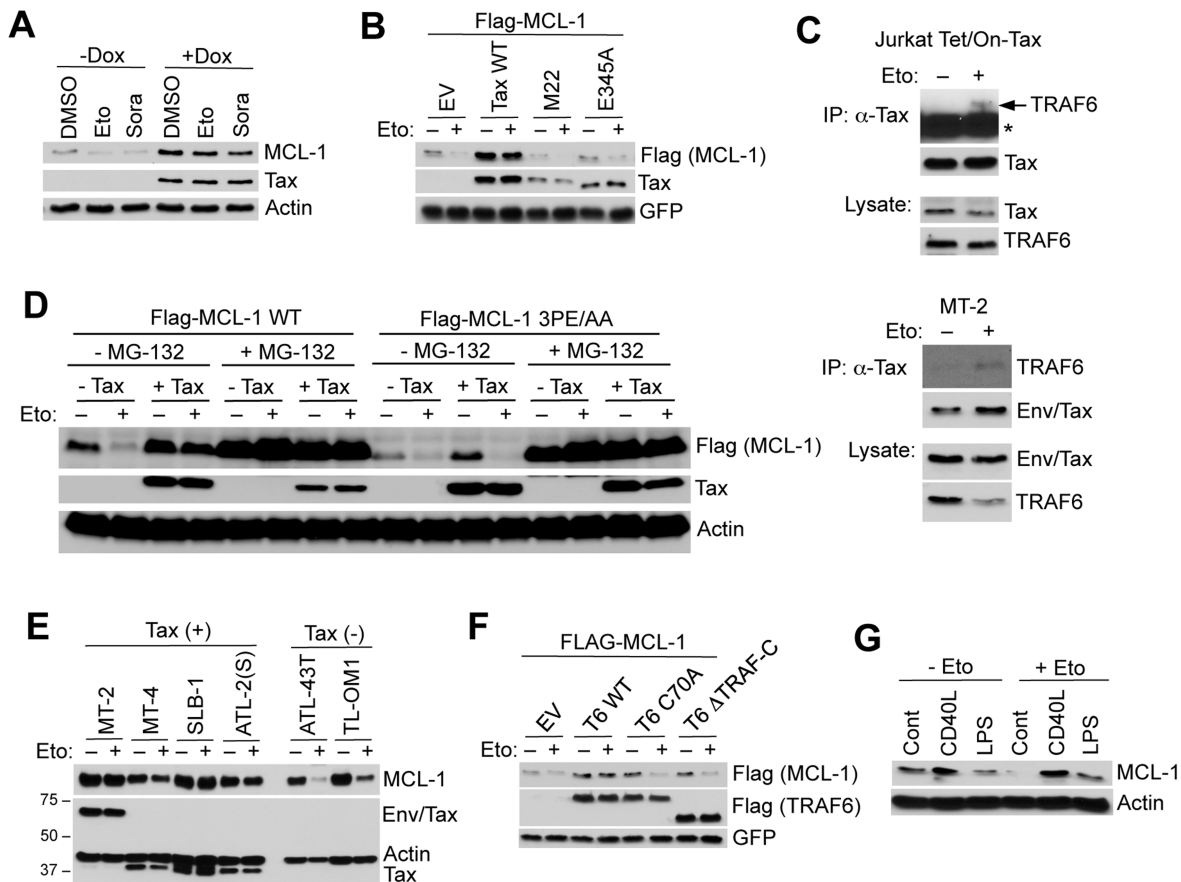 A
-Dox
+Dox
DMSO
Eto
Sora
DMSO
Eto
Sora
MCL-1
Tax
Actin
B
Flag-MCL-1
EV
Tax WT
M22
E345A
Eto: – + – + – + – +
Flag (MCL-1)
Tax
GFP
C
Jurkat Tet/On-Tax
Eto: – +
IP: α-Tax
TRAF6
*
Tax
Lysate:
Tax
TRAF6
MT-2
Eto: – +
IP: α-Tax
TRAF6
Env/Tax
Lysate:
Env/Tax
TRAF6
D
Flag-MCL-1 WT
Flag-MCL-1 3PE/AA
- MG-132
+ MG-132
- MG-132
+ MG-132
- Tax
+ Tax
- Tax
+ Tax
- Tax
+ Tax
- Tax
+ Tax
Eto: – + – + – + – + – + – + – + – +
Flag (MCL-1)
Tax
Actin
E
Tax (+)
Tax (-)
MT-2
MT-4
SLB-1
ATL-2(S)
ATL-43T
TL-OM1
Eto: – + – + – + – + – + – +
MCL-1
75 –
Env/Tax
50 –
Actin
37 –
Tax
F
FLAG-MCL-1
EV
T6 WT
T6 C70A
T6 ΔTRAF-C
Eto: – + – + – + – +
Flag (MCL-1)
Flag (TRAF6)
GFP
G
- Eto
+ Eto
Cont
CD40L
LPS
Cont
CD40L
LPS
MCL-1
Actin